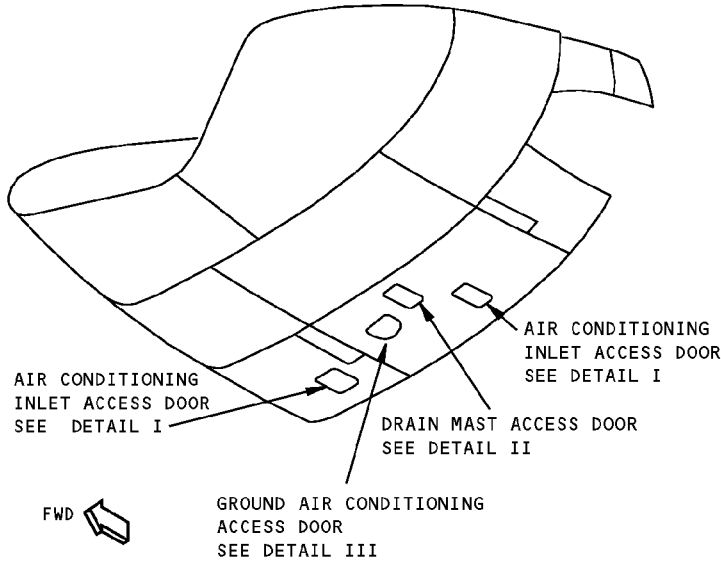 AIR CONDITIONING
INLET ACCESS DOOR
SEE DETAIL I
AIR CONDITIONING
INLET ACCESS DOOR
SEE DETAIL I
DRAIN MAST ACCESS DOOR
SEE DETAIL II
GROUND AIR CONDITIONING
ACCESS DOOR
SEE DETAIL III
FWD